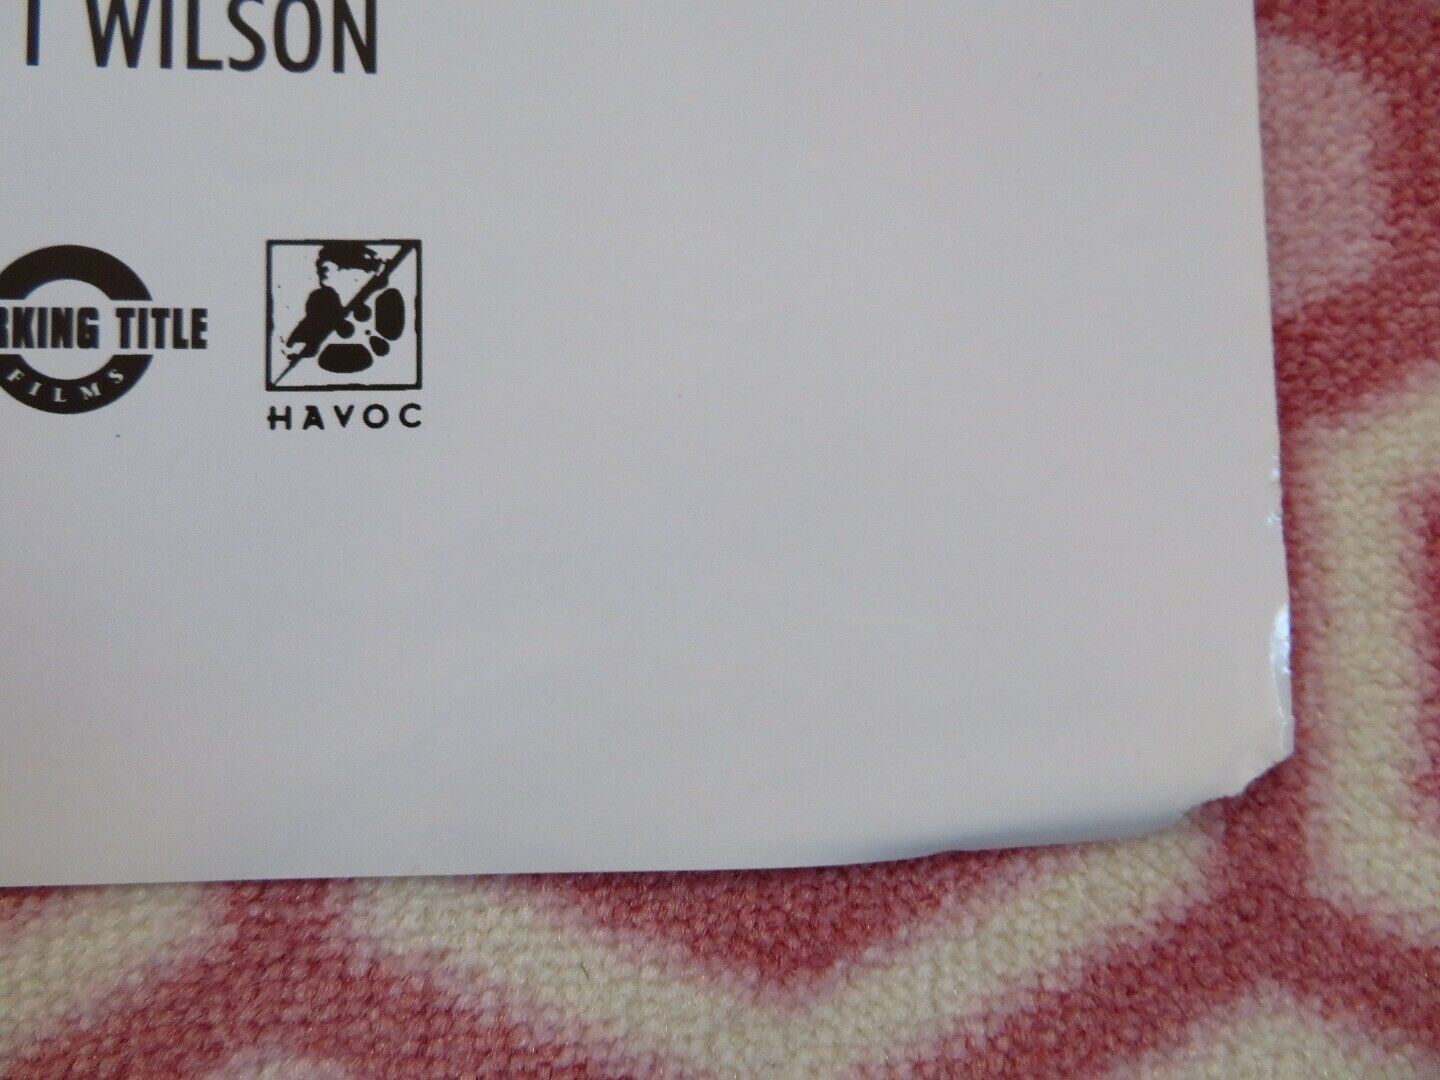 WILSON
RKING TITLE
FILMS
HAVOC